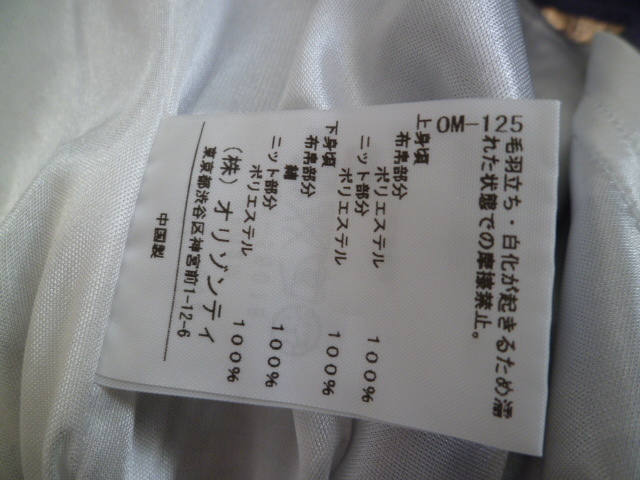 OM-125
毛羽立ち・白化が起きるため濡
れた状態での摩擦禁止。
上身頃
布帛部分
ポリエステル 100%
ニット部分
ポリエステル 100%
下身頃
布帛部分
綿 100%
ニット部分
ポリエステル 100%
(株)オリゾンティ
東京都渋谷区神宮前1-12-6
中国製